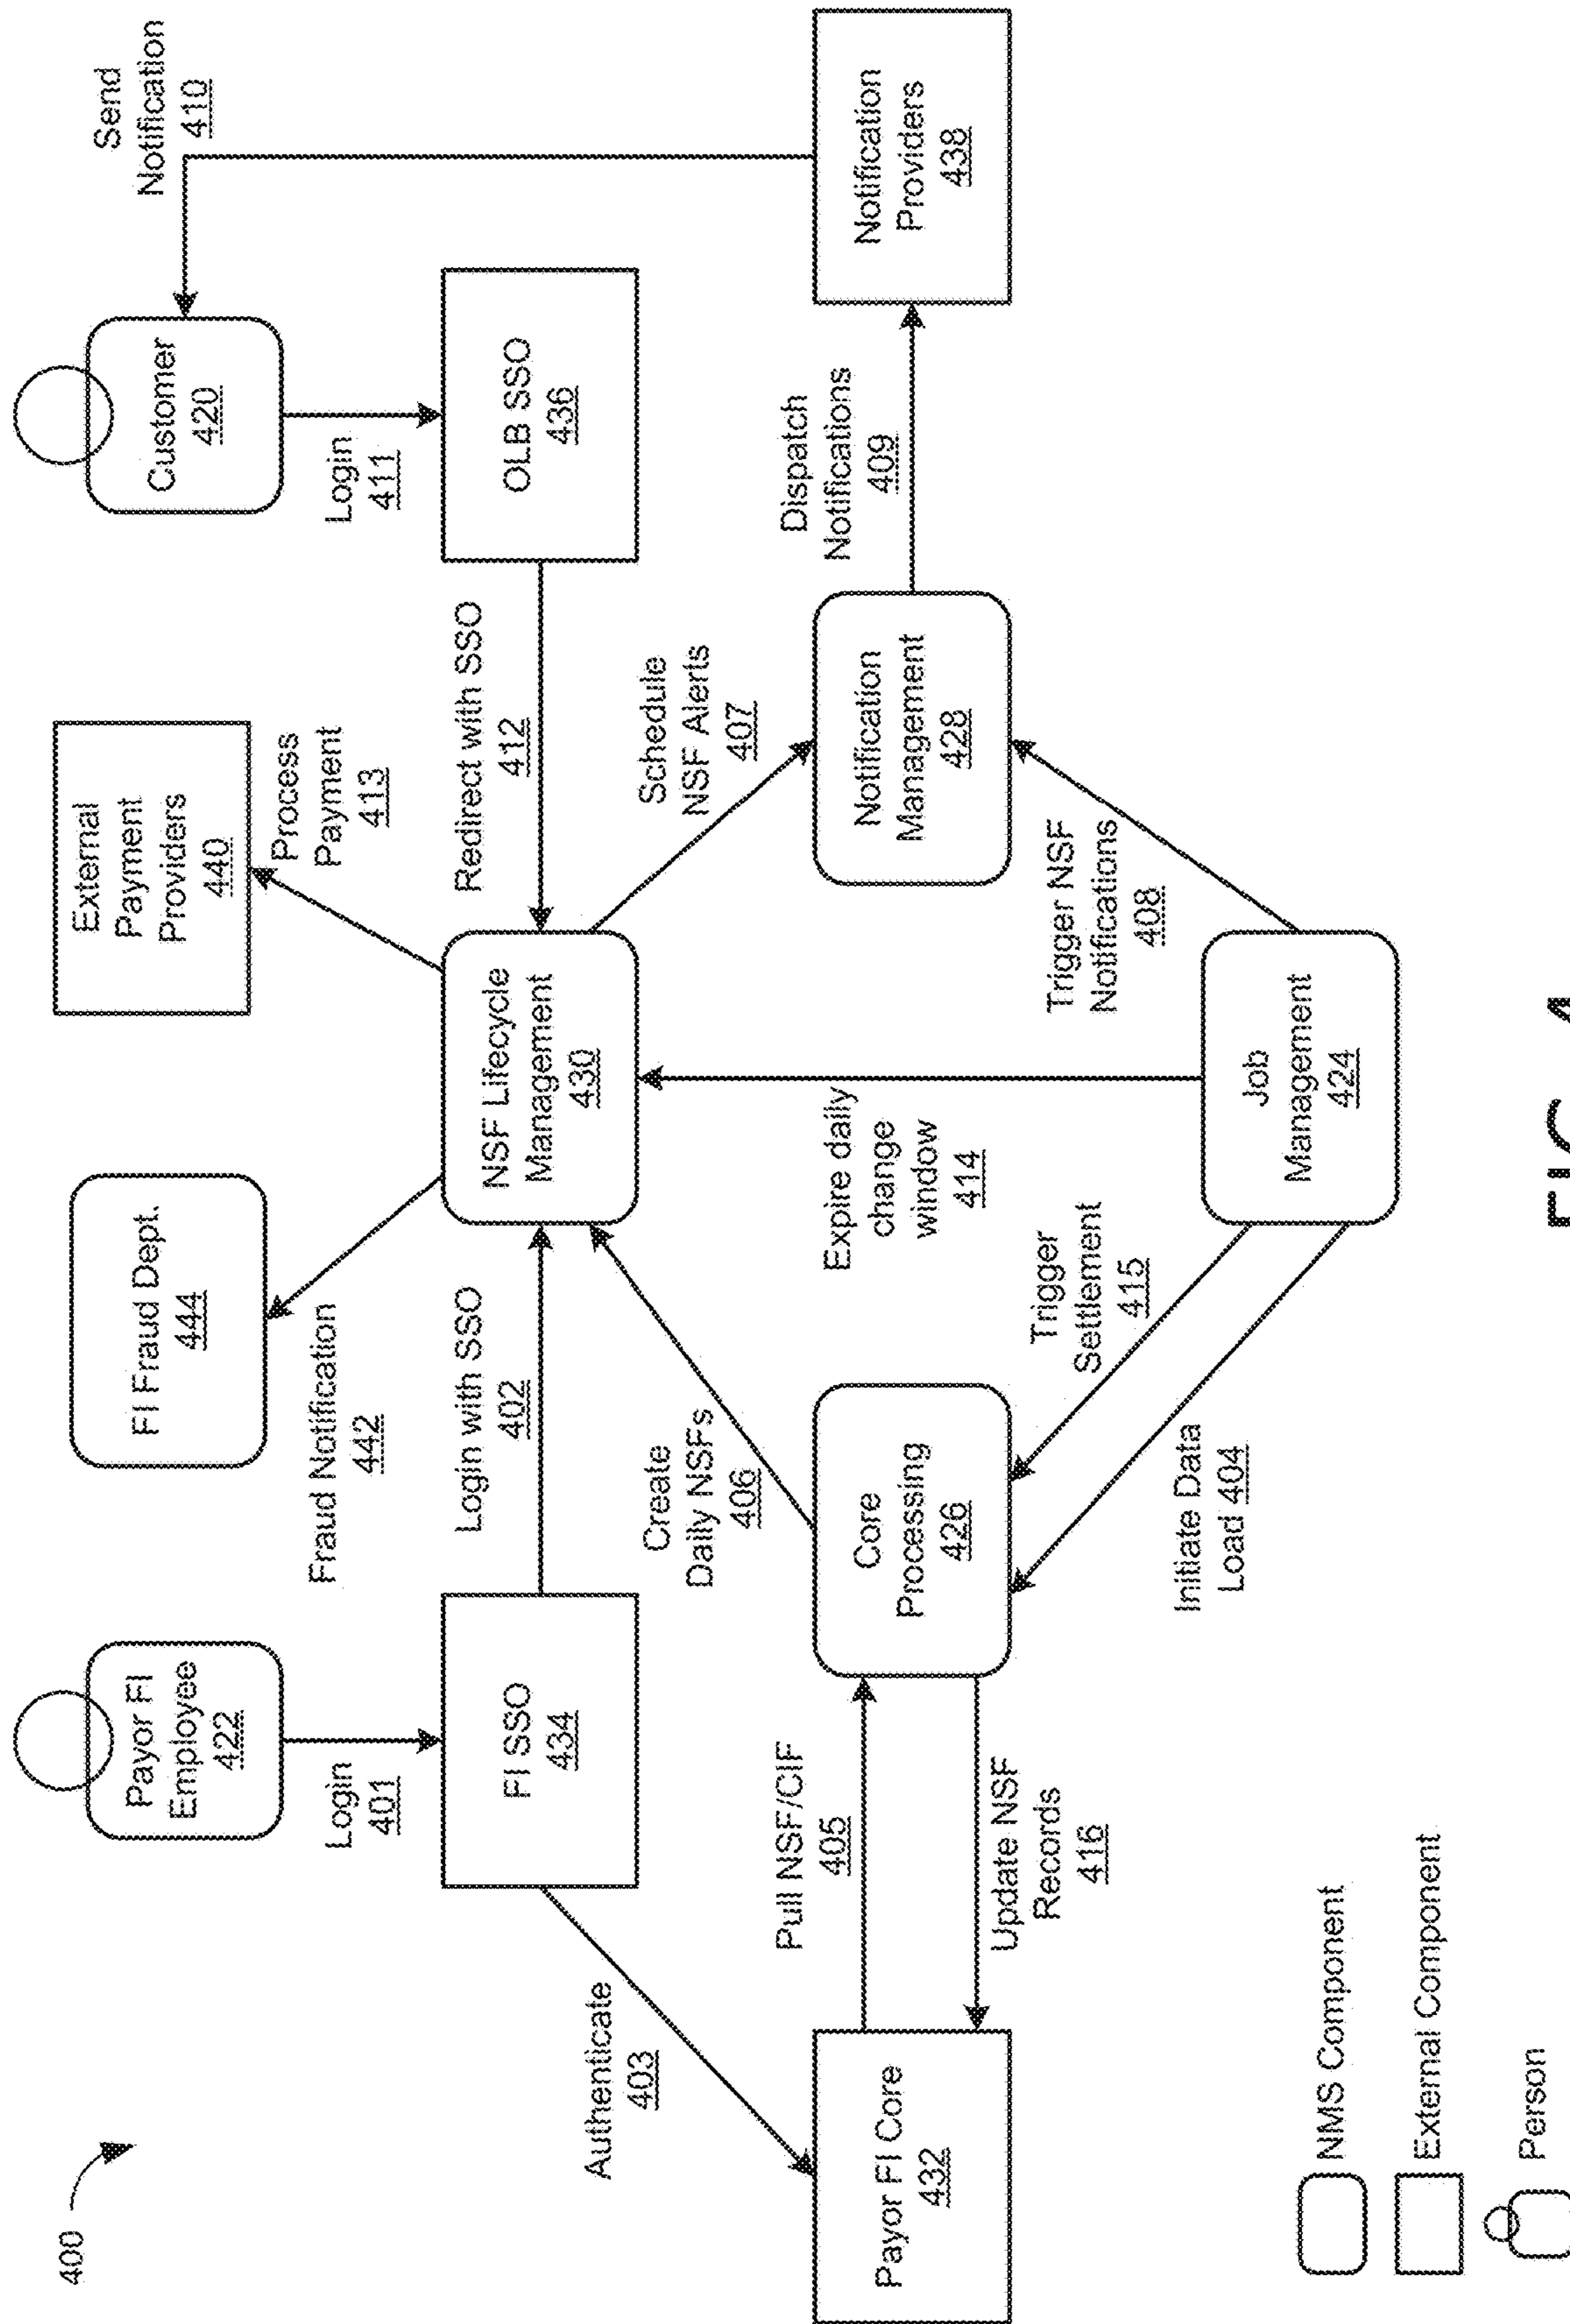 400
Payor FI
Employee
422
Login
401
FI SSO
434
Authenticate
403
Payor FI Core
432
Login with SSO
402
Fraud Notification
442
FI Fraud Dept.
444
External
Payment
Providers
440
Process
Payment
413
NSF Lifecycle
Management
430
Customer
420
Login
411
OLB SSO
436
Redirect with SSO
412
Send
Notification
410
Pull NSF/CIF
405
Update NSF
Records
416
Core
Processing
426
Create
Daily NSFs
406
Schedule
NSF Alerts
407
Notification
Management
428
Dispatch
Notifications
409
Notification
Providers
438
Expire daily
change
window
414
Trigger NSF
Notifications
408
Trigger
Settlement
415
Initiate Data
Load 404
Job
Management
424
NMS Component
External Component
Person